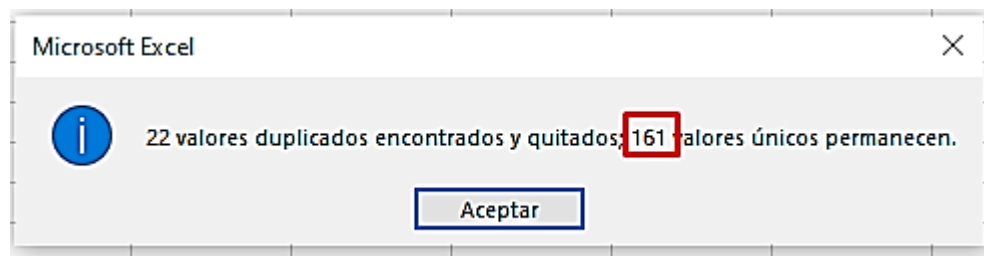 Microsoft Excel
22 valores duplicados encontrados y quitados; 161 valores únicos permanecen.
Aceptar